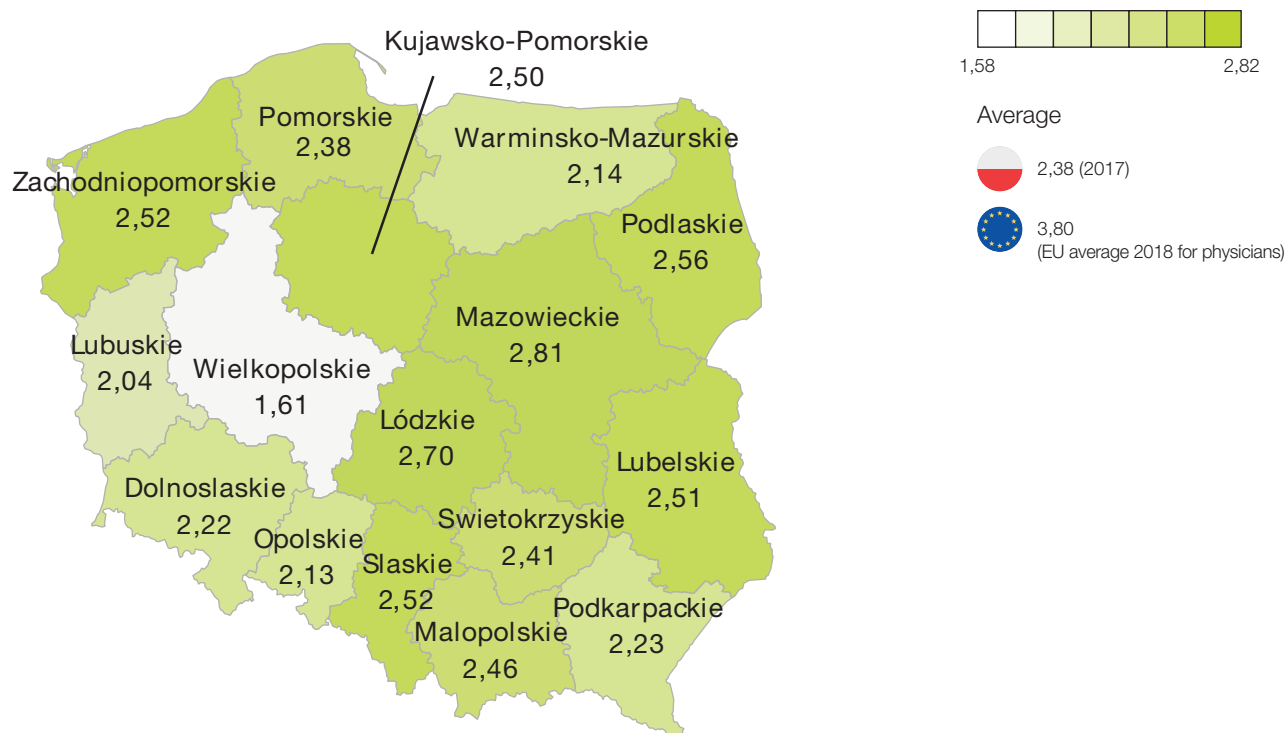 Kujawsko-Pomorskie
2,50
Pomorskie
2,38
Warminsko-Mazurskie
2,14
Zachodniopomorskie
2,52
Podlaskie
2,56
Mazowieckie
2,81
Lubuskie
2,04
Wielkopolskie
1,61
Lódzkie
2,70
Lubelskie
2,51
Dolnoslaskie
2,22
Opolskie
2,13
Swietokrzyskie
2,41
Slaskie
2,52
Podkarpackie
2,23
Malopolskie
2,46
1,58
2,82
Average
2,38 (2017)
3,80
(EU average 2018 for physicians)